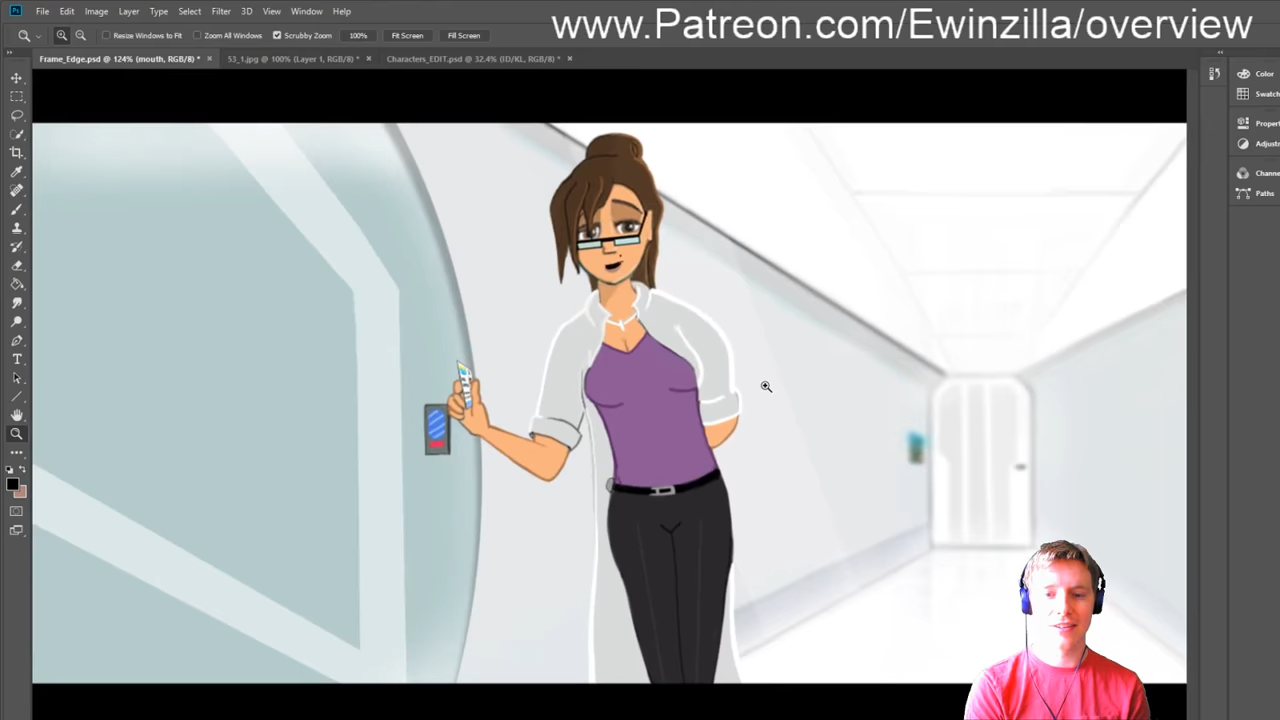 www.Patreon.com/Ewinzilla/overview
File Edit Image Layer Type Select Filter 3D View Window Help
Resize Windows to Fit Zoom All Windows Scrubby Zoom 100% Fit Screen Fill Screen
Frame_Edge.psd @ 124% (mouth, RGB/8) * 53_1.jpg @ 100% (Layer 1, RGB/8) * Characters_EDIT.psd @ 32.4% (ID/KL, RGB/8) *
Color
Swatch
Proper
Adjustr
Channe
Paths